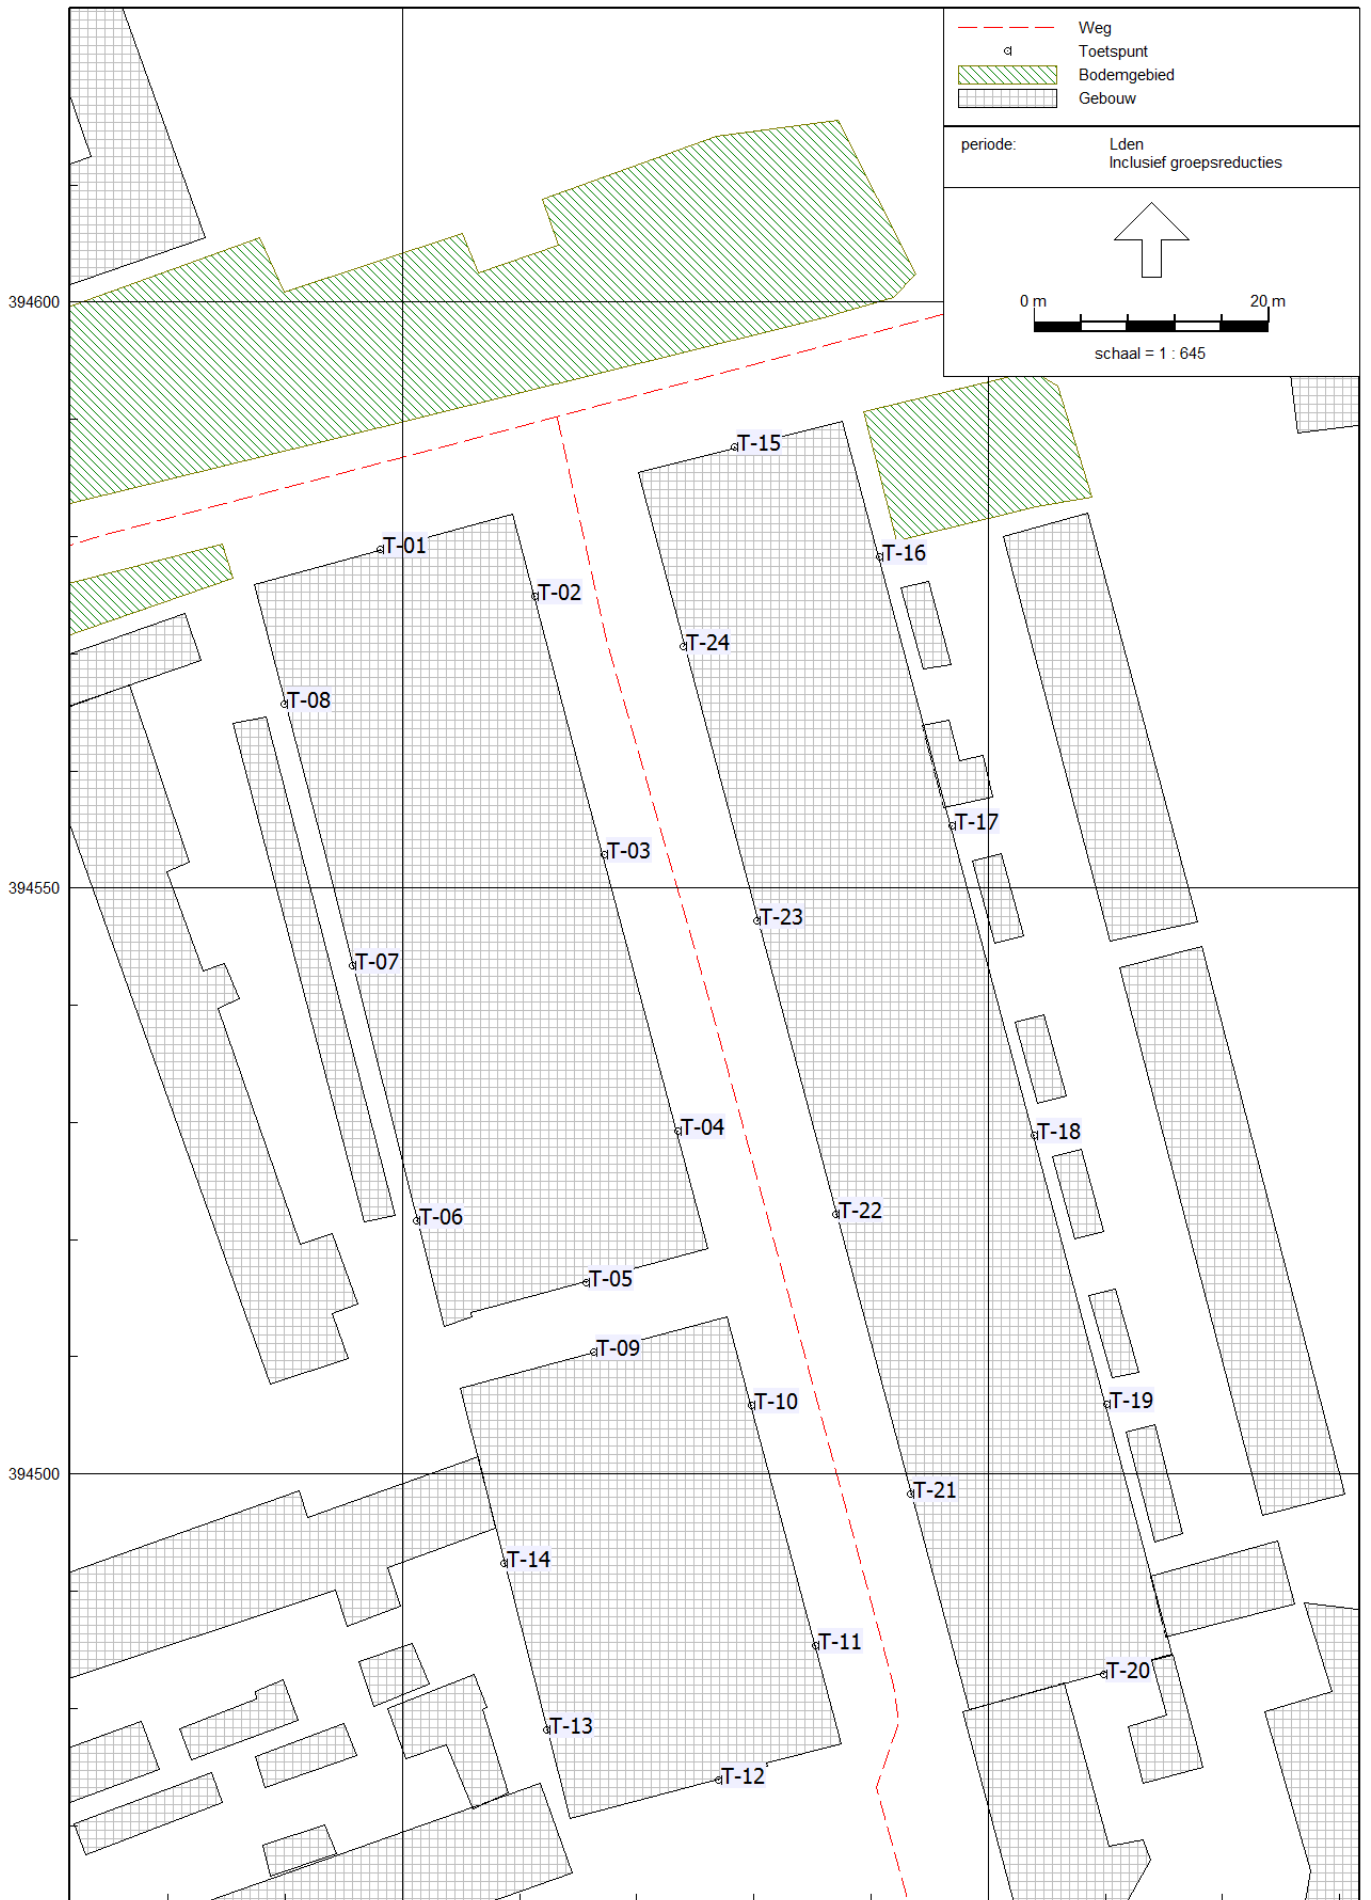 Weg
Toetspunt
Bodemgebied
Gebouw
periode: Lden
Inclusief groepsreducties
0 m 20 m
schaal = 1 : 645
394600
T-15
T-01
T-16
T-02
T-24
T-08
T-17
T-03
394550
T-23
T-07
T-04
T-18
T-22
T-06
T-05
T-09
T-10
T-19
394500
T-21
T-14
T-11
T-20
T-13
T-12